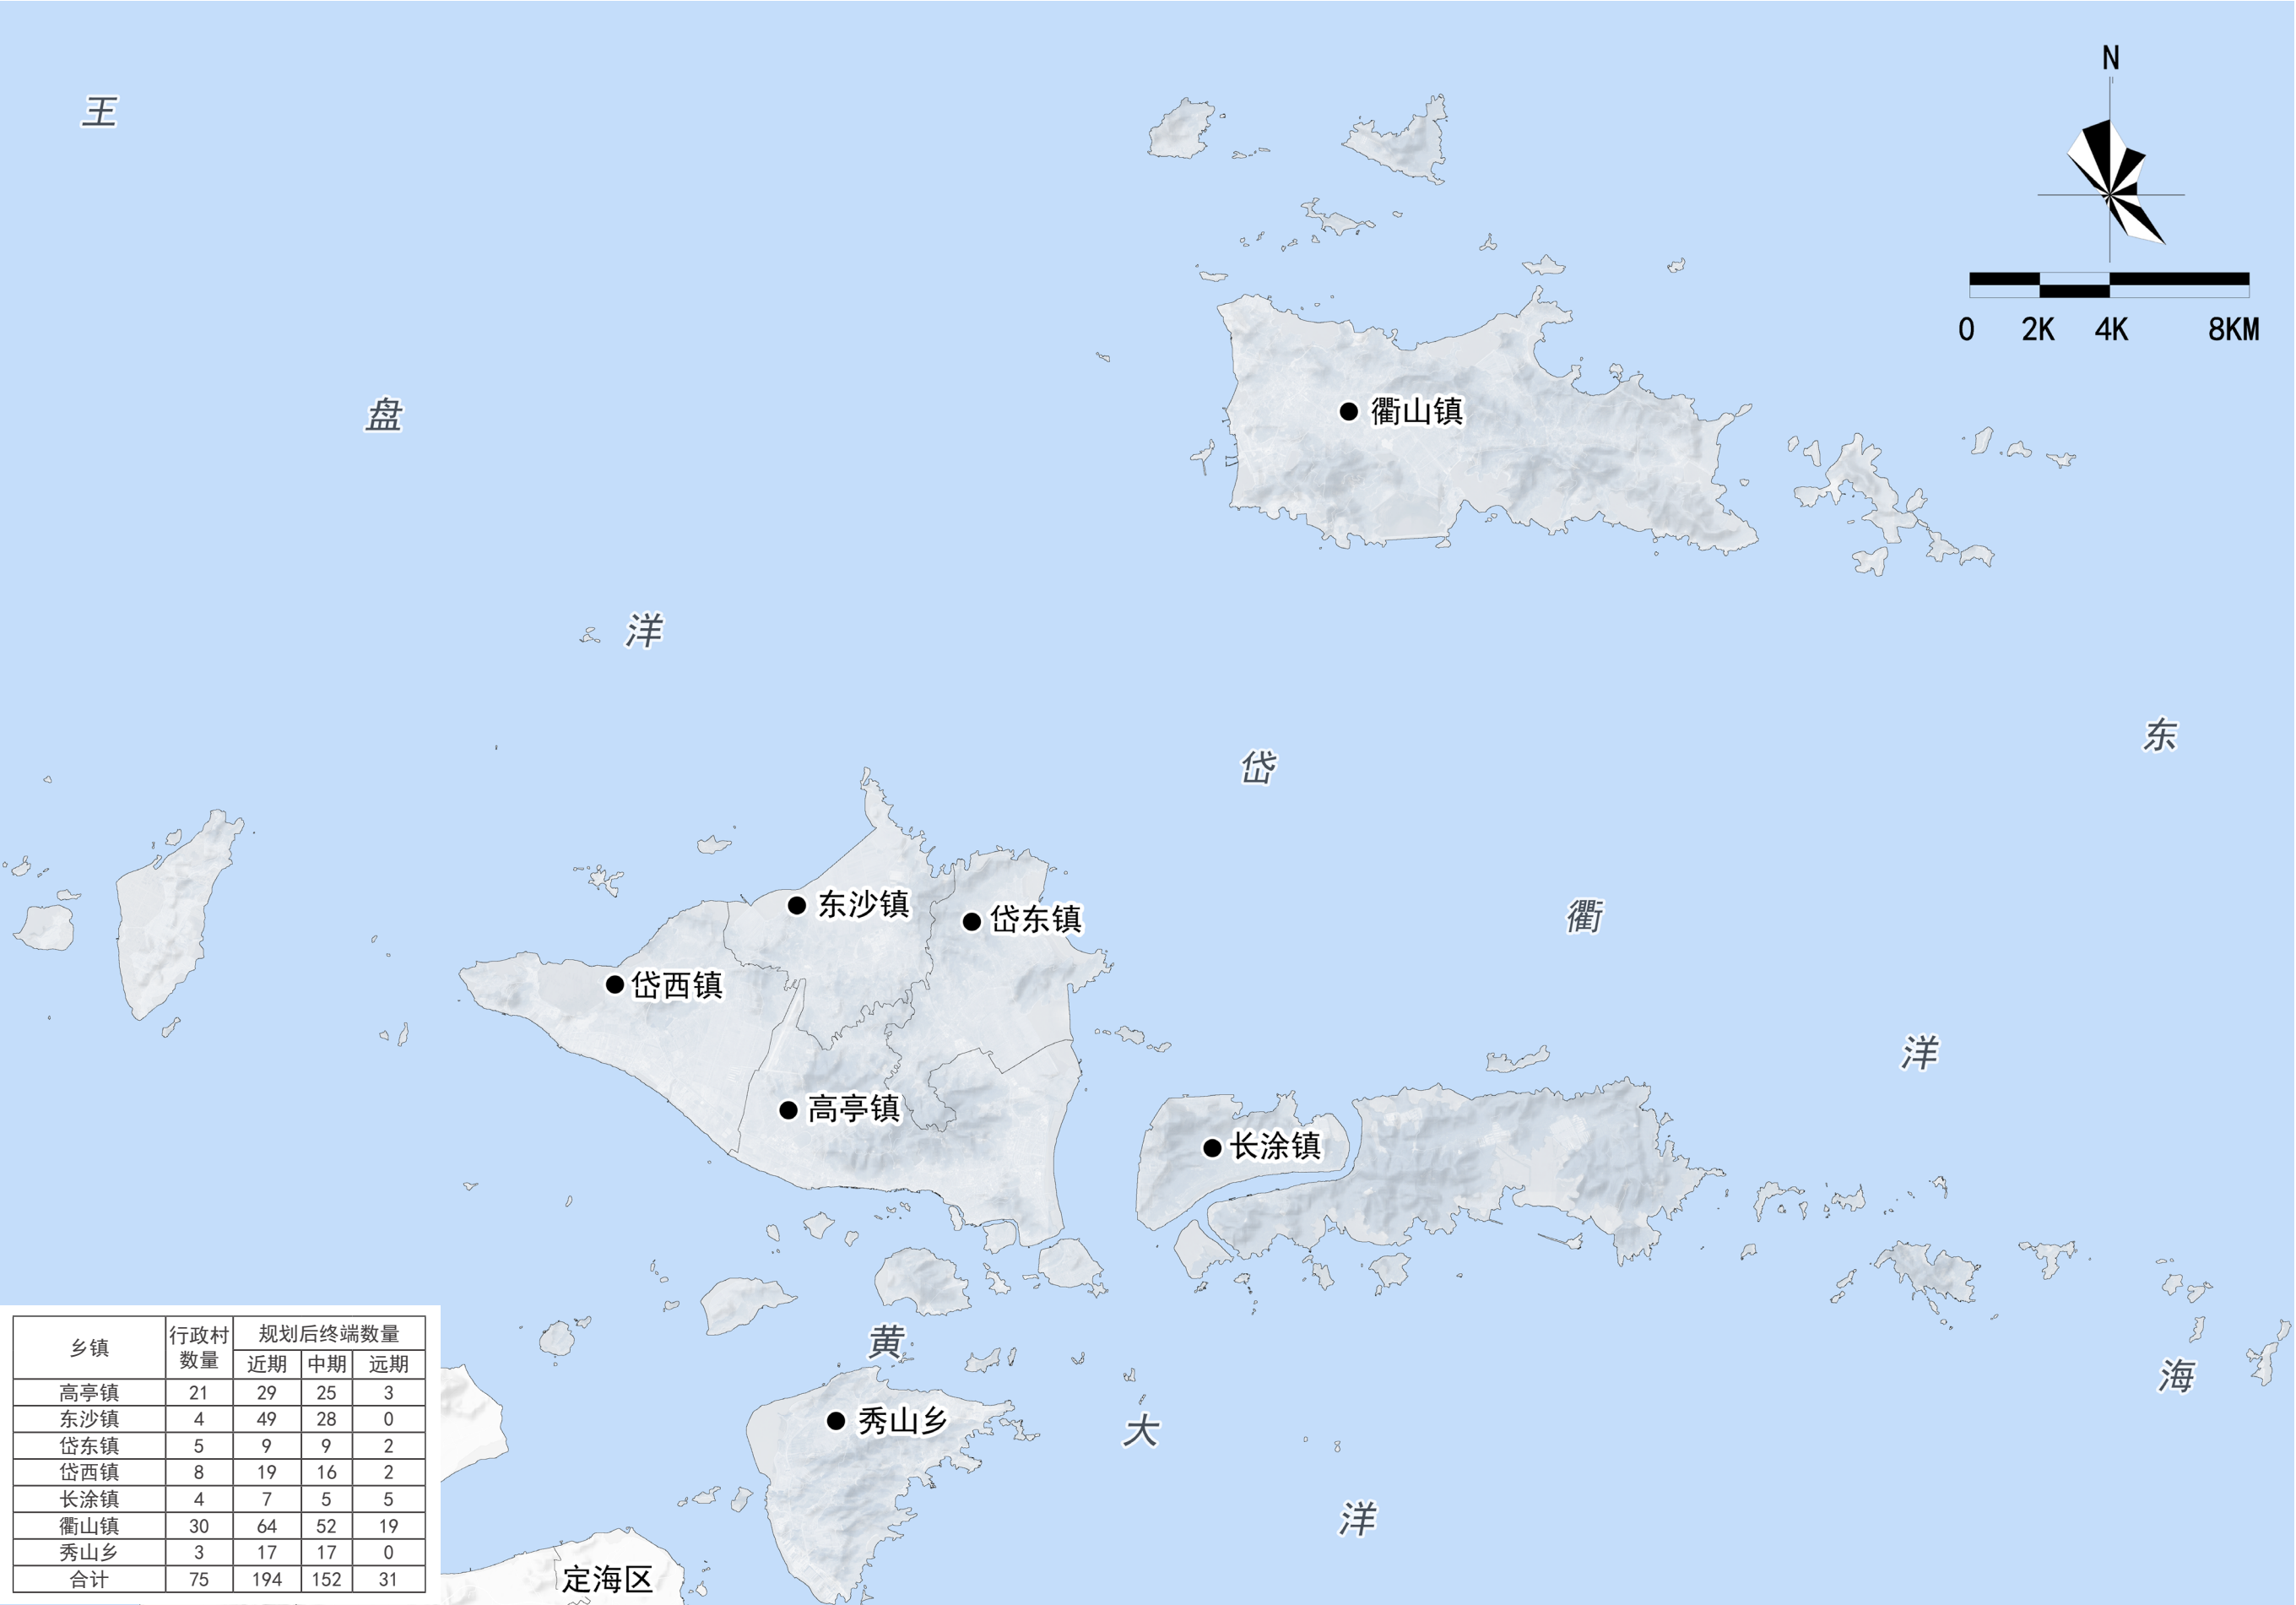 N
0 2K 4K 8KM
王
盘
洋
衢山镇
岱
衢
洋
东
海
东沙镇
岱东镇
岱西镇
高亭镇
长涂镇
黄
大
洋
秀山乡
定海区
乡镇 行政村数量 规划后终端数量
近期 中期 远期
高亭镇 21 29 25 3
东沙镇 4 49 28 0
岱东镇 5 9 9 2
岱西镇 8 19 16 2
长涂镇 4 7 5 5
衢山镇 30 64 52 19
秀山乡 3 17 17 0
合计 75 194 152 31